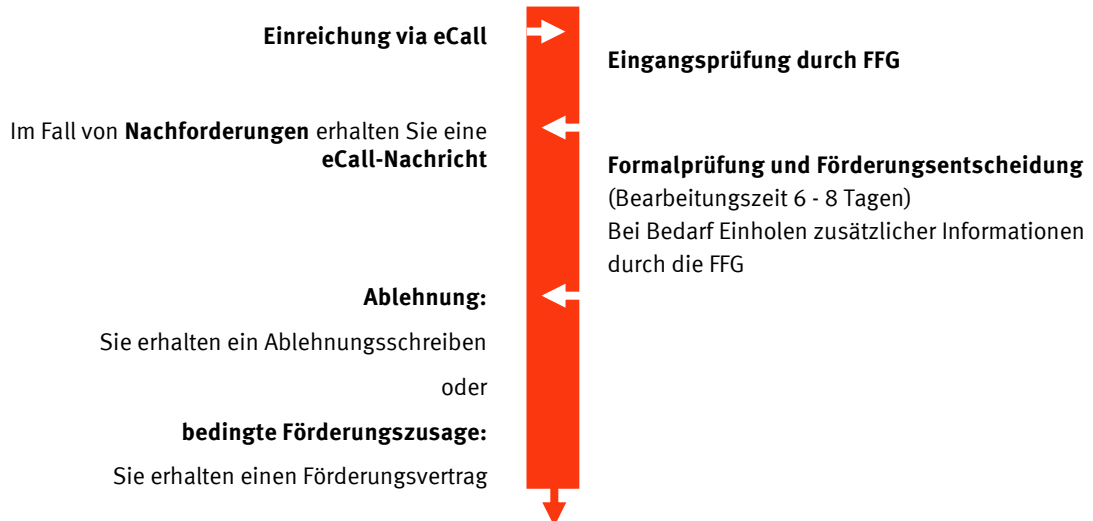 Einreichung via eCall
Eingangsprüfung durch FFG
Im Fall von Nachforderungen erhalten Sie eine
eCall-Nachricht
Formalprüfung und Förderungsentscheidung
(Bearbeitungszeit 6 - 8 Tagen)
Bei Bedarf Einholen zusätzlicher Informationen
durch die FFG
Ablehnung:
Sie erhalten ein Ablehnungsschreiben
oder
bedingte Förderungszusage:
Sie erhalten einen Förderungsvertrag